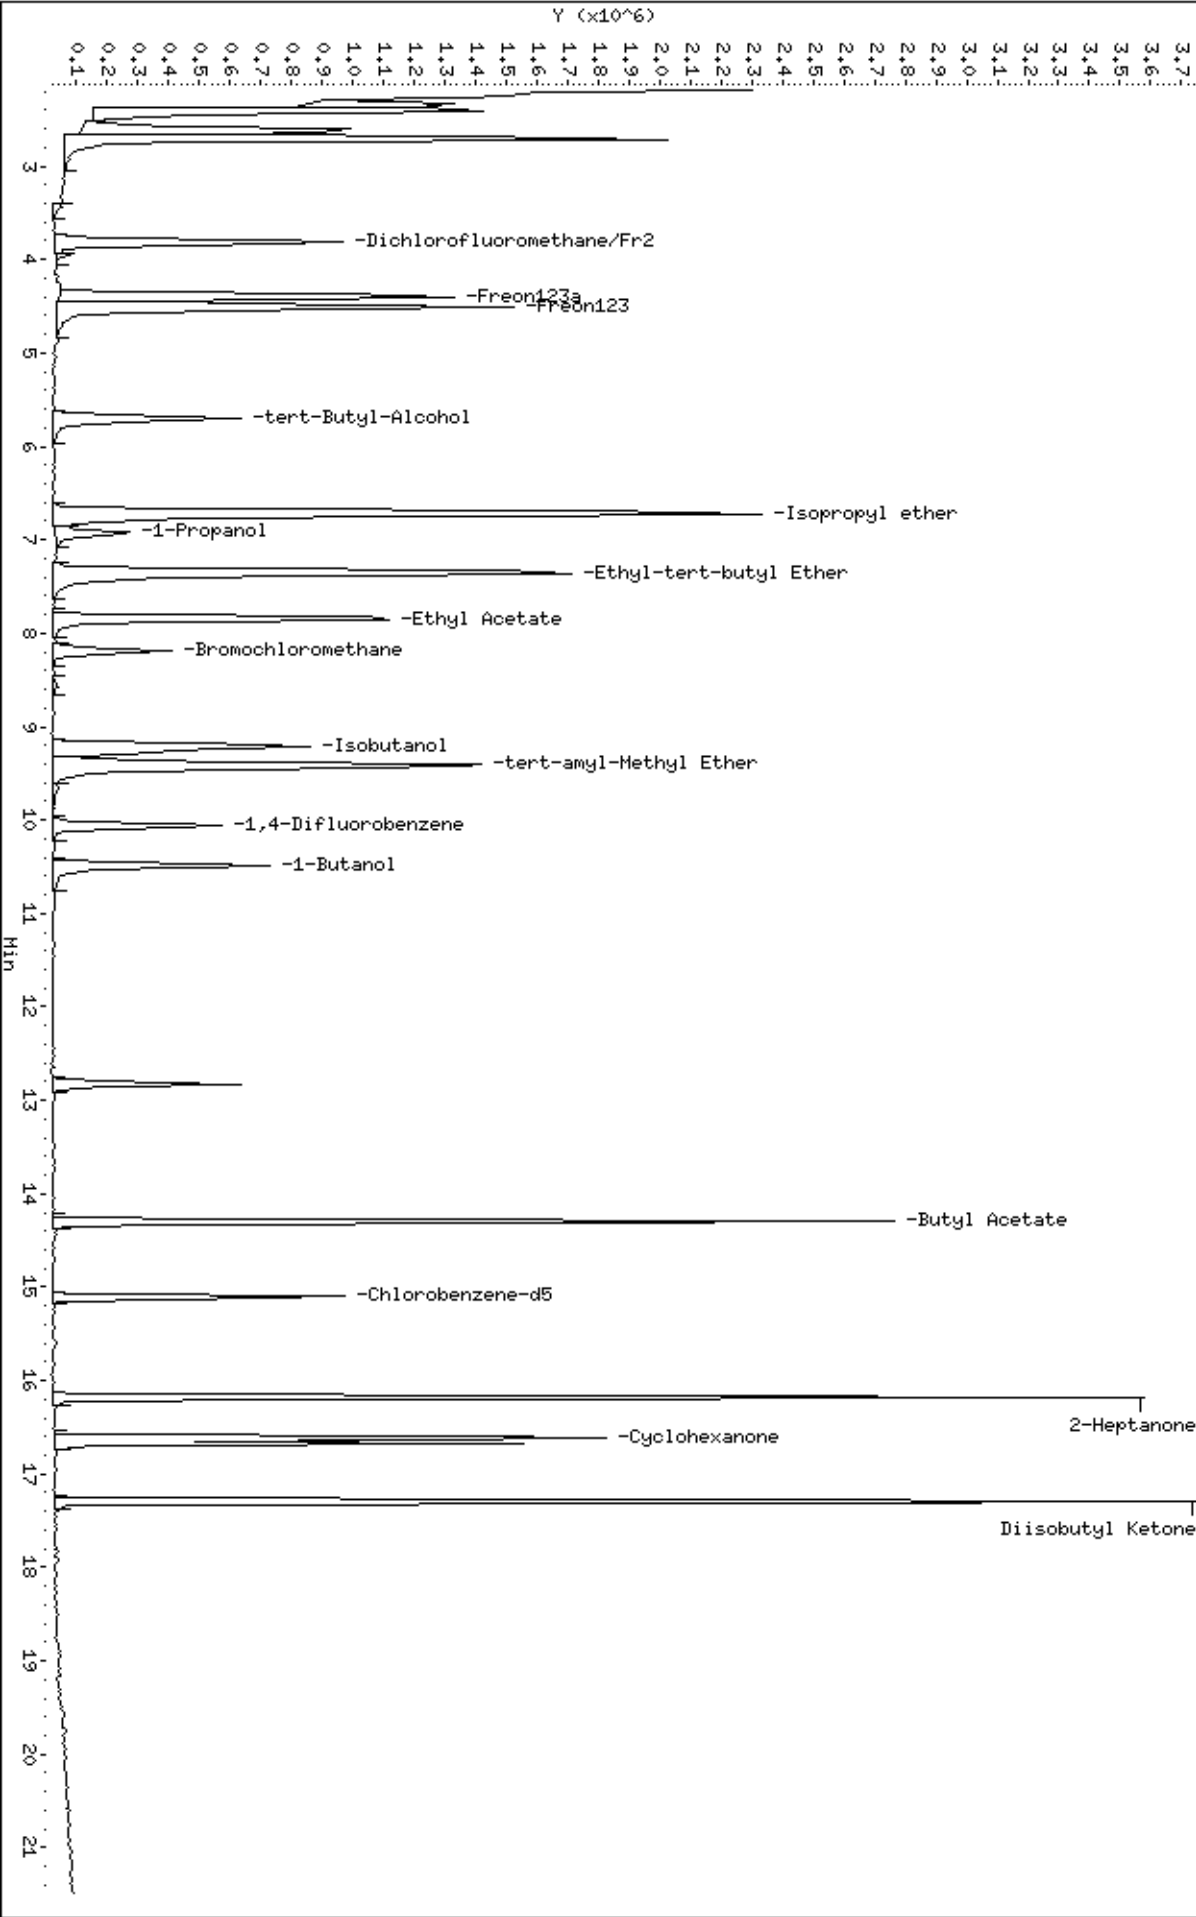 Y (x10^6)
0.1
0.2
0.3
0.4
0.5
0.6
0.7
0.8
0.9
1.0
1.1
1.2
1.3
1.4
1.5
1.6
1.7
1.8
1.9
2.0
2.1
2.2
2.3
2.4
2.5
2.6
2.7
2.8
2.9
3.0
3.1
3.2
3.3
3.4
3.5
3.6
3.7
3
-Dichlorofluoromethane/Fr2
4
-Freon123a
-Freon123
5
-tert-Butyl-Alcohol
6
-Isopropyl ether
-1-Propanol
7
-Ethyl-tert-butyl Ether
-Ethyl Acetate
8
-Bromochloromethane
9
-Isobutanol
-tert-amyl-Methyl Ether
10
-1,4-Difluorobenzene
-1-Butanol
11
Min
12
13
14
-Butyl Acetate
15
-Chlorobenzene-d5
16
2-Heptanone
-Cyclohexanone
17
Diisobutyl Ketone
18
19
20
21